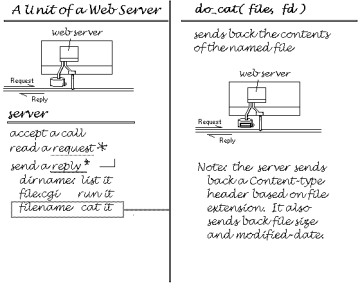 A Unit of a Web Server
web server
Request
Reply
server
accept a call
read a request *
send a reply *
dirname: list it
file.cgi run it
filename cat it
do_cat( file, fd )
sends back the contents
of the named file
web server
Request
Reply
Note: the server sends
back a Content-type
header based on file
extension. It also
sends back file size
and modified-date.